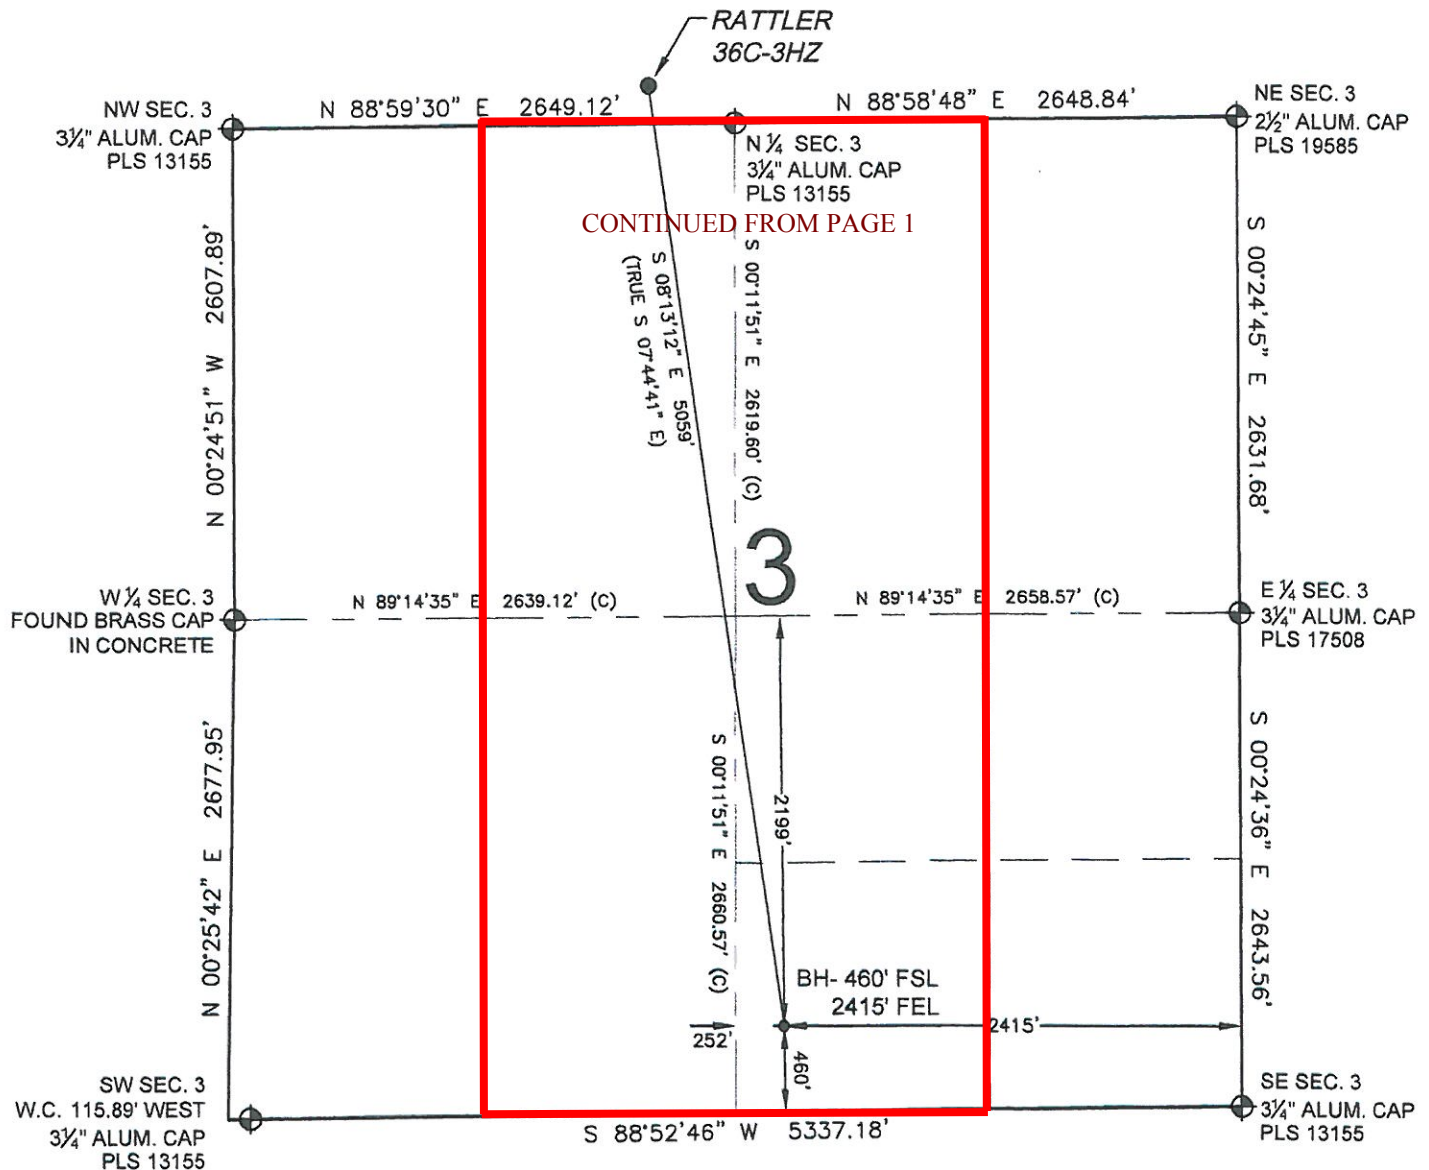 RATTLER
36C-3HZ
NW SEC. 3
3¼" ALUM. CAP
PLS 13155
N 88°59'30" E 2649.12'
N 88°58'48" E 2648.84'
NE SEC. 3
2½" ALUM. CAP
PLS 19585
N ¼ SEC. 3
3¼" ALUM. CAP
PLS 13155
CONTINUED FROM PAGE 1
N 00°24'51" W 2607.89'
S 08°13'12" E 5059'
(TRUE S 07°44'41" E)
S 00°11'51" E 2619.60' (C)
S 00°24'45" E 2631.68'
3
W ¼ SEC. 3
FOUND BRASS CAP
IN CONCRETE
N 89°14'35" E 2639.12' (C)
N 89°14'35" E 2658.57' (C)
E ¼ SEC. 3
3¼" ALUM. CAP
PLS 17508
N 00°25'42" E 2677.95'
S 00°11'51" E 2660.57' (C)
2199'
S 00°24'36" E 2643.56'
BH- 460' FSL
2415' FEL
252'
2415'
460'
SW SEC. 3
W.C. 115.89' WEST
3¼" ALUM. CAP
PLS 13155
S 88°52'46" W 5337.18'
SE SEC. 3
3¼" ALUM. CAP
PLS 13155